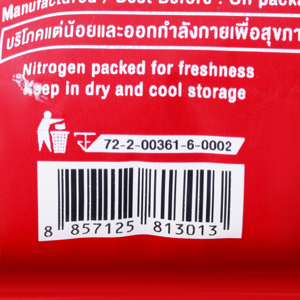 Manufactured / Best Before : On pack
บริโภคแต่น้อยและออกกำลังกายเพื่อสุขภา
Nitrogen packed for freshness
Keep in dry and cool storage
72-2-00361-6-0002
8 857125 813013